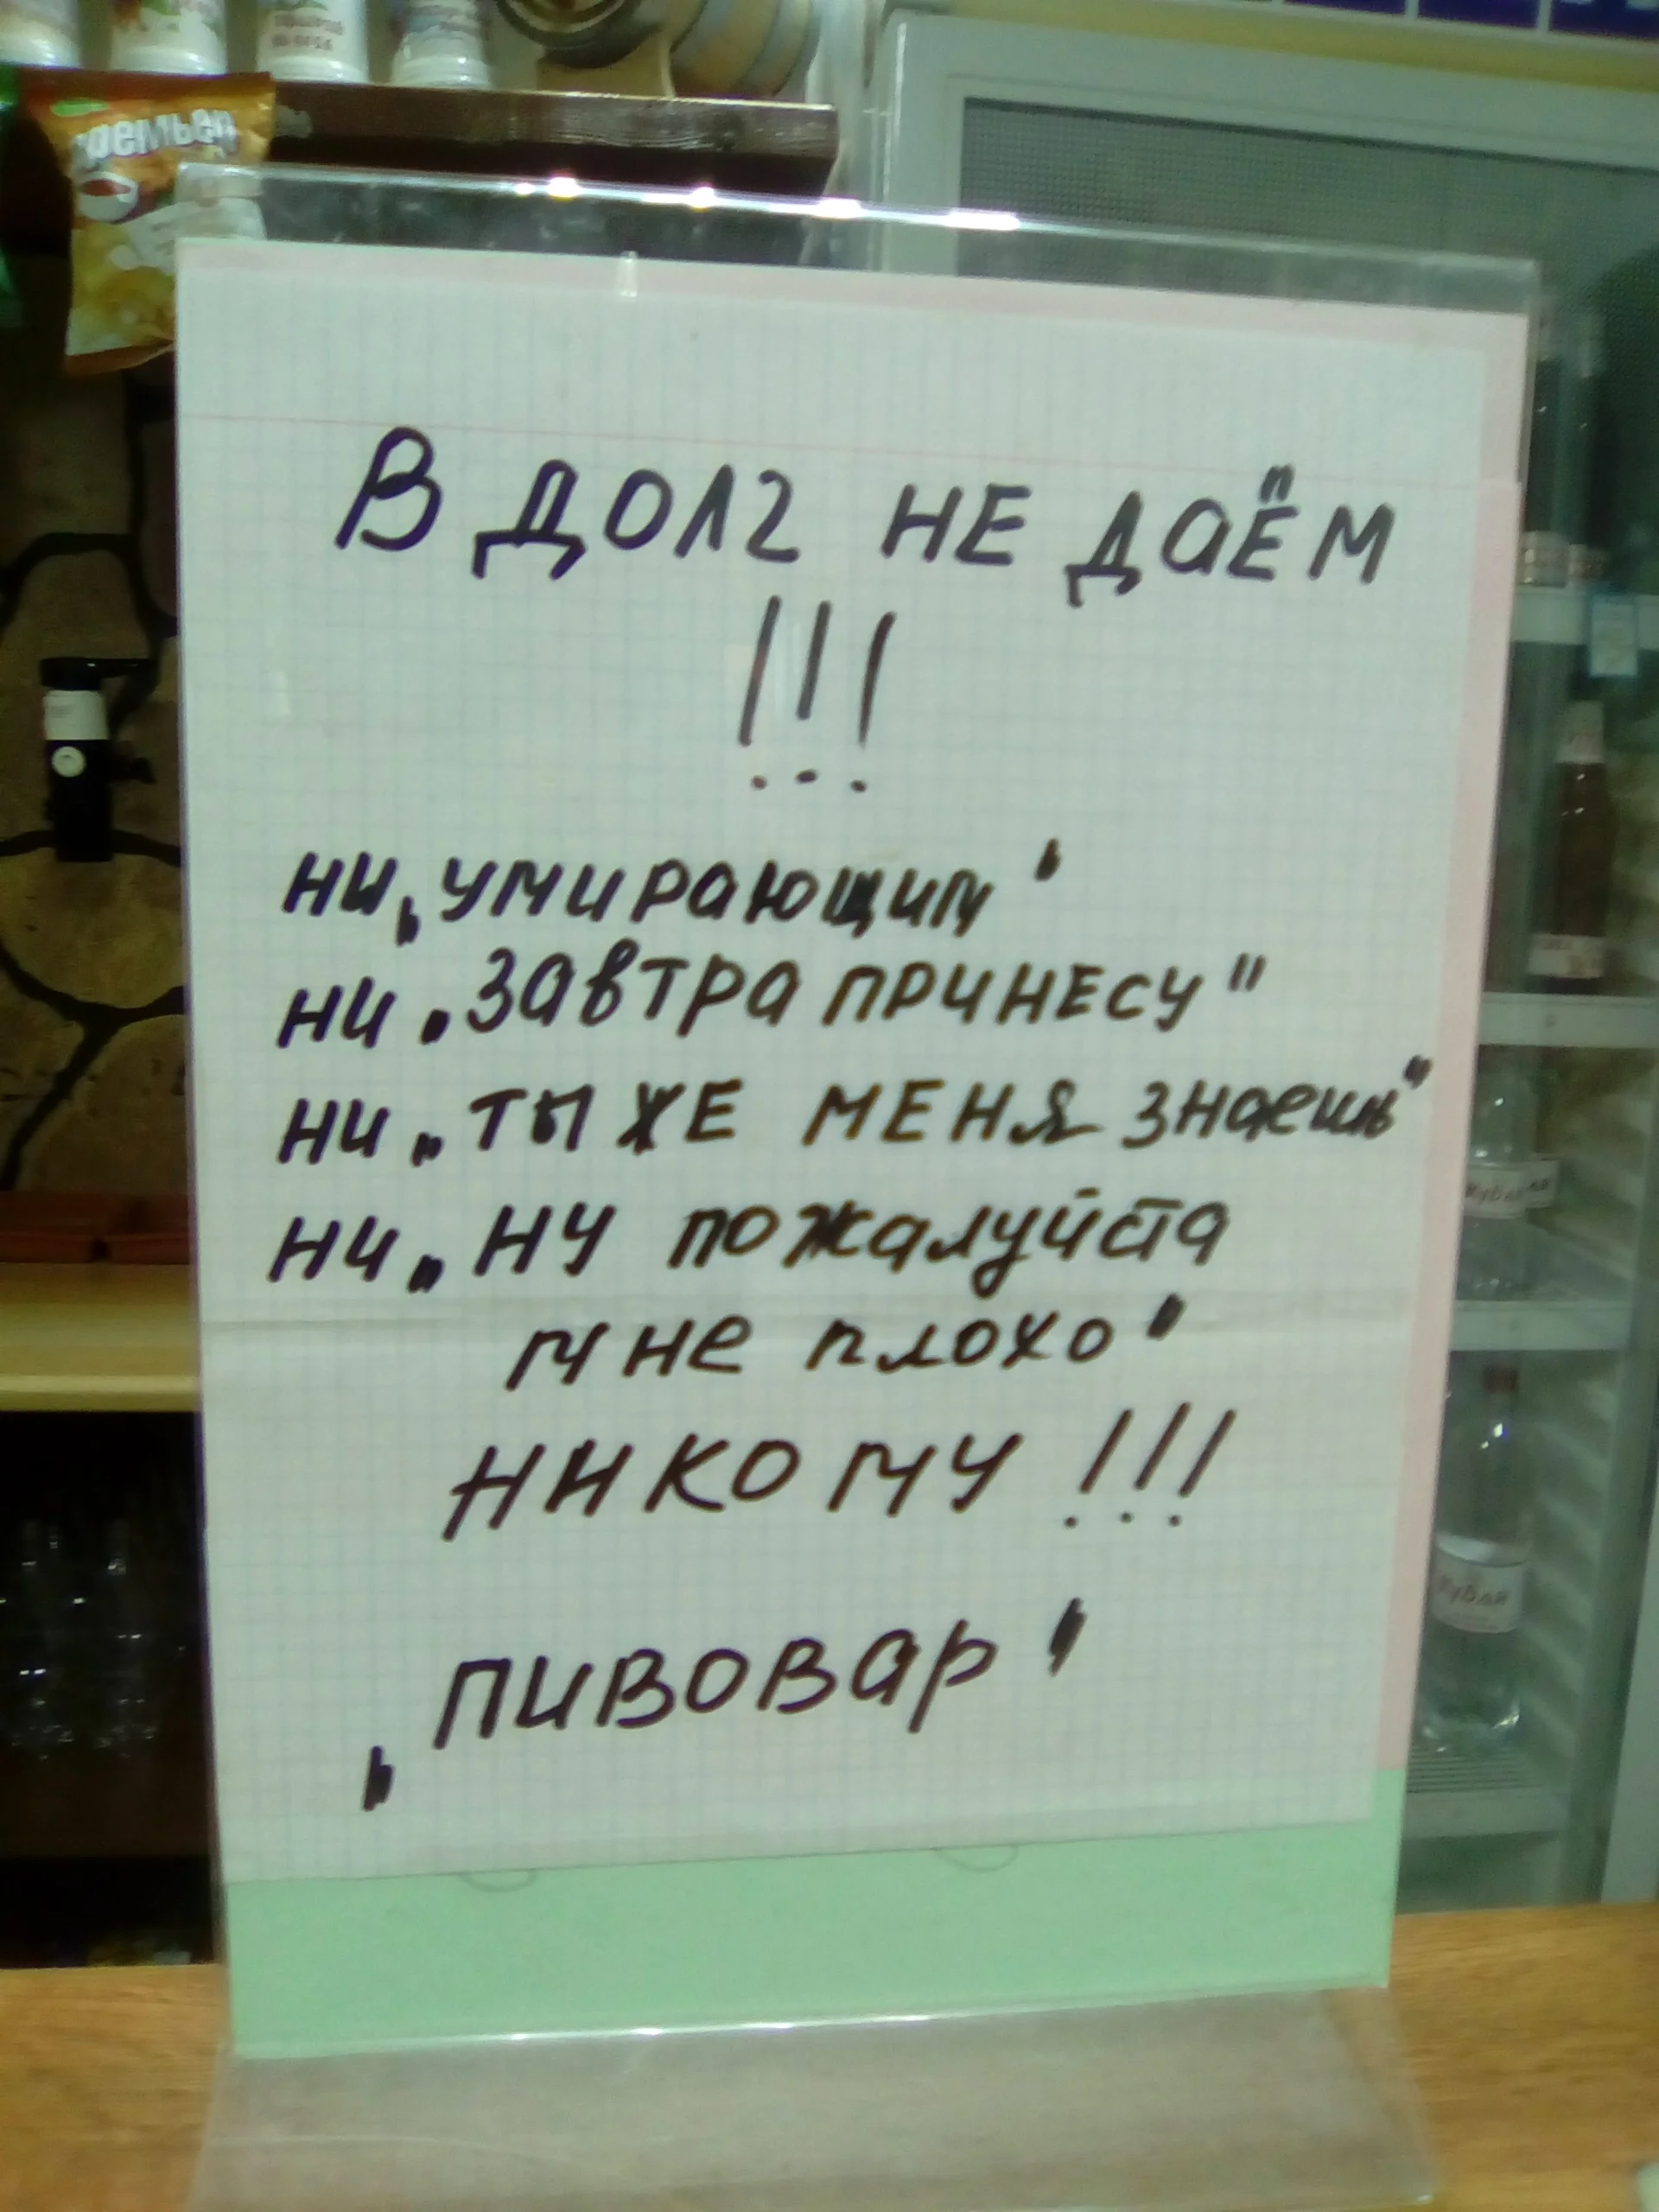 В ДОЛГ НЕ ДАЁМ
!!!
ни „умирающим"
ни „завтра принесу"
ни „ты же меня знаешь"
ни „ну пожалуйста
мне плохо"
НИКОМУ !!!
„пивовар"
Кубля